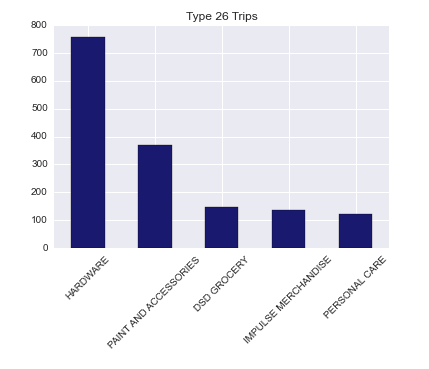 Type 26 Trips
800
700
600
500
400
300
200
100
0
HARDWARE
PAINT AND ACCESSORIES
DSD GROCERY
IMPULSE MERCHANDISE
PERSONAL CARE